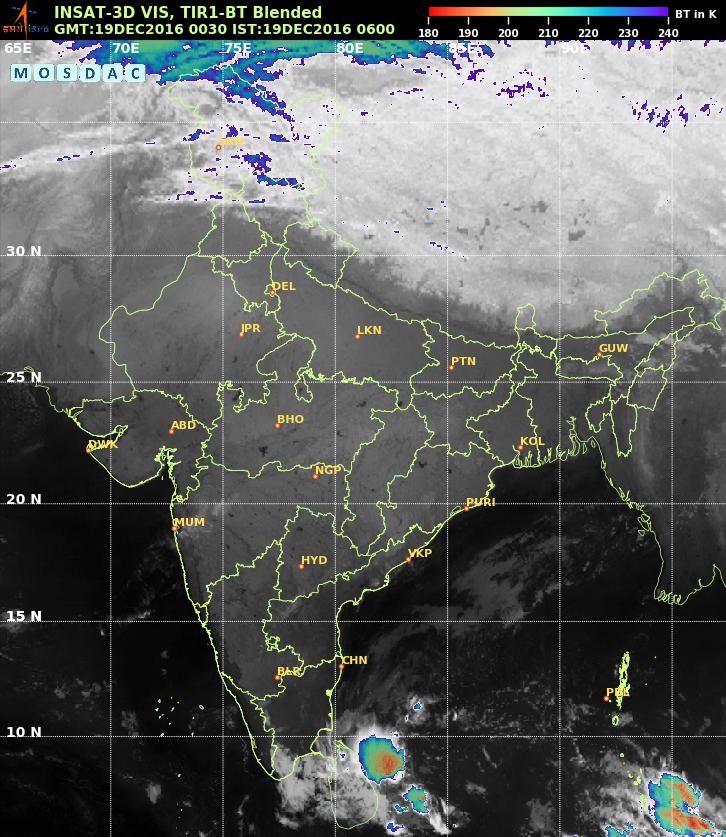 INSAT-3D VIS, TIR1-BT Blended
GMT:19DEC2016 0030 IST:19DEC2016 0600
BT in K
180 190 200 210 220 230 240
65E 70E 75E 80E 85E 90E
M O S D A C
SRN
30 N
DEL
JPR
LKN
GUW
PTN
25 N
ABD
BHO
DWK
KOL
NGP
20 N
PURI
MUM
VKP
HYD
15 N
CHN
BLR
PBL
10 N